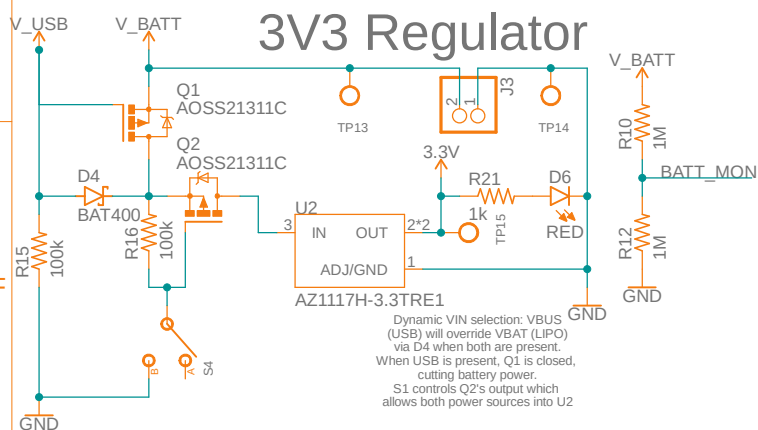 3V3 Regulator
V_USB
V_BATT
Q1
AOSS21311C
Q2
AOSS21311C
D4
BAT400
R15
100k
R16
100k
S4
B
A
GND
U2
3
IN
OUT
2*2
ADJ/GND
1
AZ1117H-3.3TRE1
3.3V
R21
1k
TP15
D6
RED
TP13
2
1
J3
TP14
GND
V_BATT
R10
1M
BATT_MON
R12
1M
GND
Dynamic VIN selection: VBUS
(USB) will override VBAT (LIPO)
via D4 when both are present.
When USB is present, Q1 is closed,
cutting battery power.
S1 controls Q2's output which
allows both power sources into U2